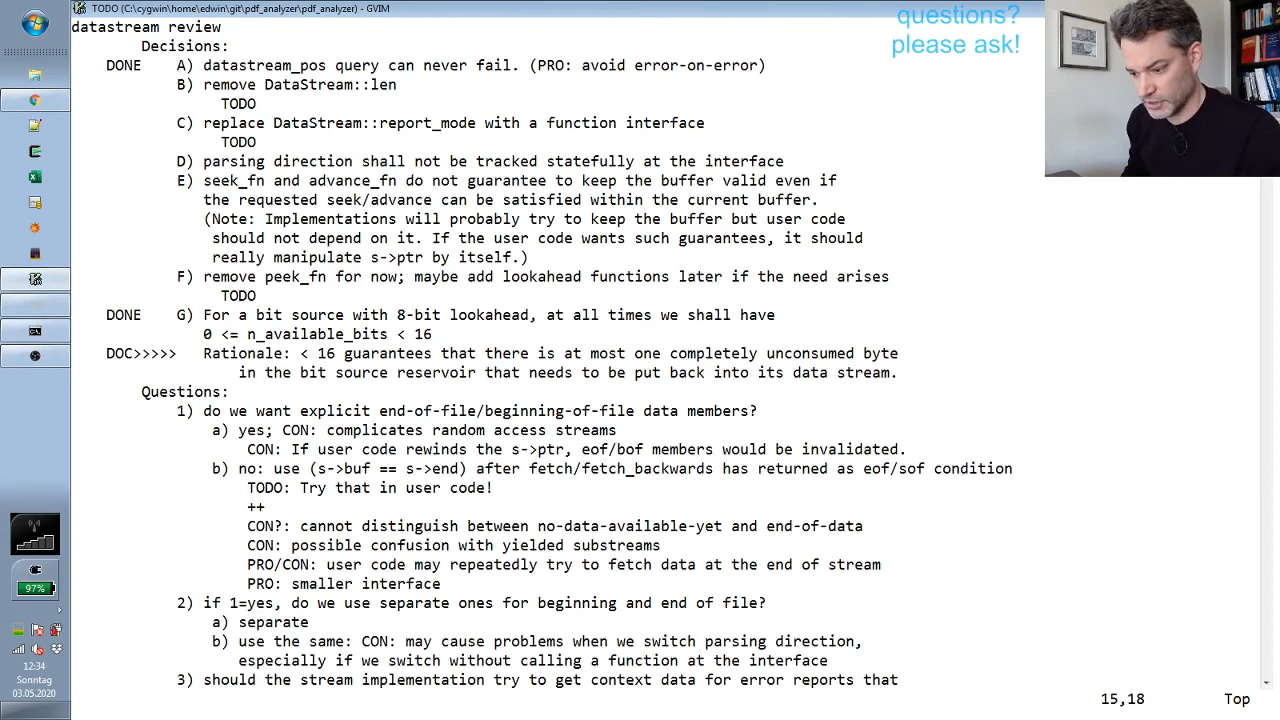 TODO (C:\cygwin\home\edwin\git\pdf_analyzer\pdf_analyzer) - GVIM
questions?
please ask!
datastream review
Decisions:
DONE A) datastream_pos query can never fail. (PRO: avoid error-on-error)
B) remove DataStream::len
TODO
C) replace DataStream::report_mode with a function interface
TODO
D) parsing direction shall not be tracked statefully at the interface
E) seek_fn and advance_fn do not guarantee to keep the buffer valid even if
the requested seek/advance can be satisfied within the current buffer.
(Note: Implementations will probably try to keep the buffer but user code
should not depend on it. If the user code wants such guarantees, it should
really manipulate s->ptr by itself.)
F) remove peek_fn for now; maybe add lookahead functions later if the need arises
TODO
DONE G) For a bit source with 8-bit lookahead, at all times we shall have
0 <= n_available_bits < 16
DOC>>>>> Rationale: < 16 guarantees that there is at most one completely unconsumed byte
in the bit source reservoir that needs to be put back into its data stream.
Questions:
1) do we want explicit end-of-file/beginning-of-file data members?
a) yes; CON: complicates random access streams
CON: If user code rewinds the s->ptr, eof/bof members would be invalidated.
b) no: use (s->buf == s->end) after fetch/fetch_backwards has returned as eof/sof condition
TODO: Try that in user code!
++
CON?: cannot distinguish between no-data-available-yet and end-of-data
CON: possible confusion with yielded substreams
PRO/CON: user code may repeatedly try to fetch data at the end of stream
PRO: smaller interface
2) if 1=yes, do we use separate ones for beginning and end of file?
a) separate
b) use the same: CON: may cause problems when we switch parsing direction,
especially if we switch without calling a function at the interface
3) should the stream implementation try to get context data for error reports that
15,18 Top
97%
12:34
Sonntag
03.05.2020